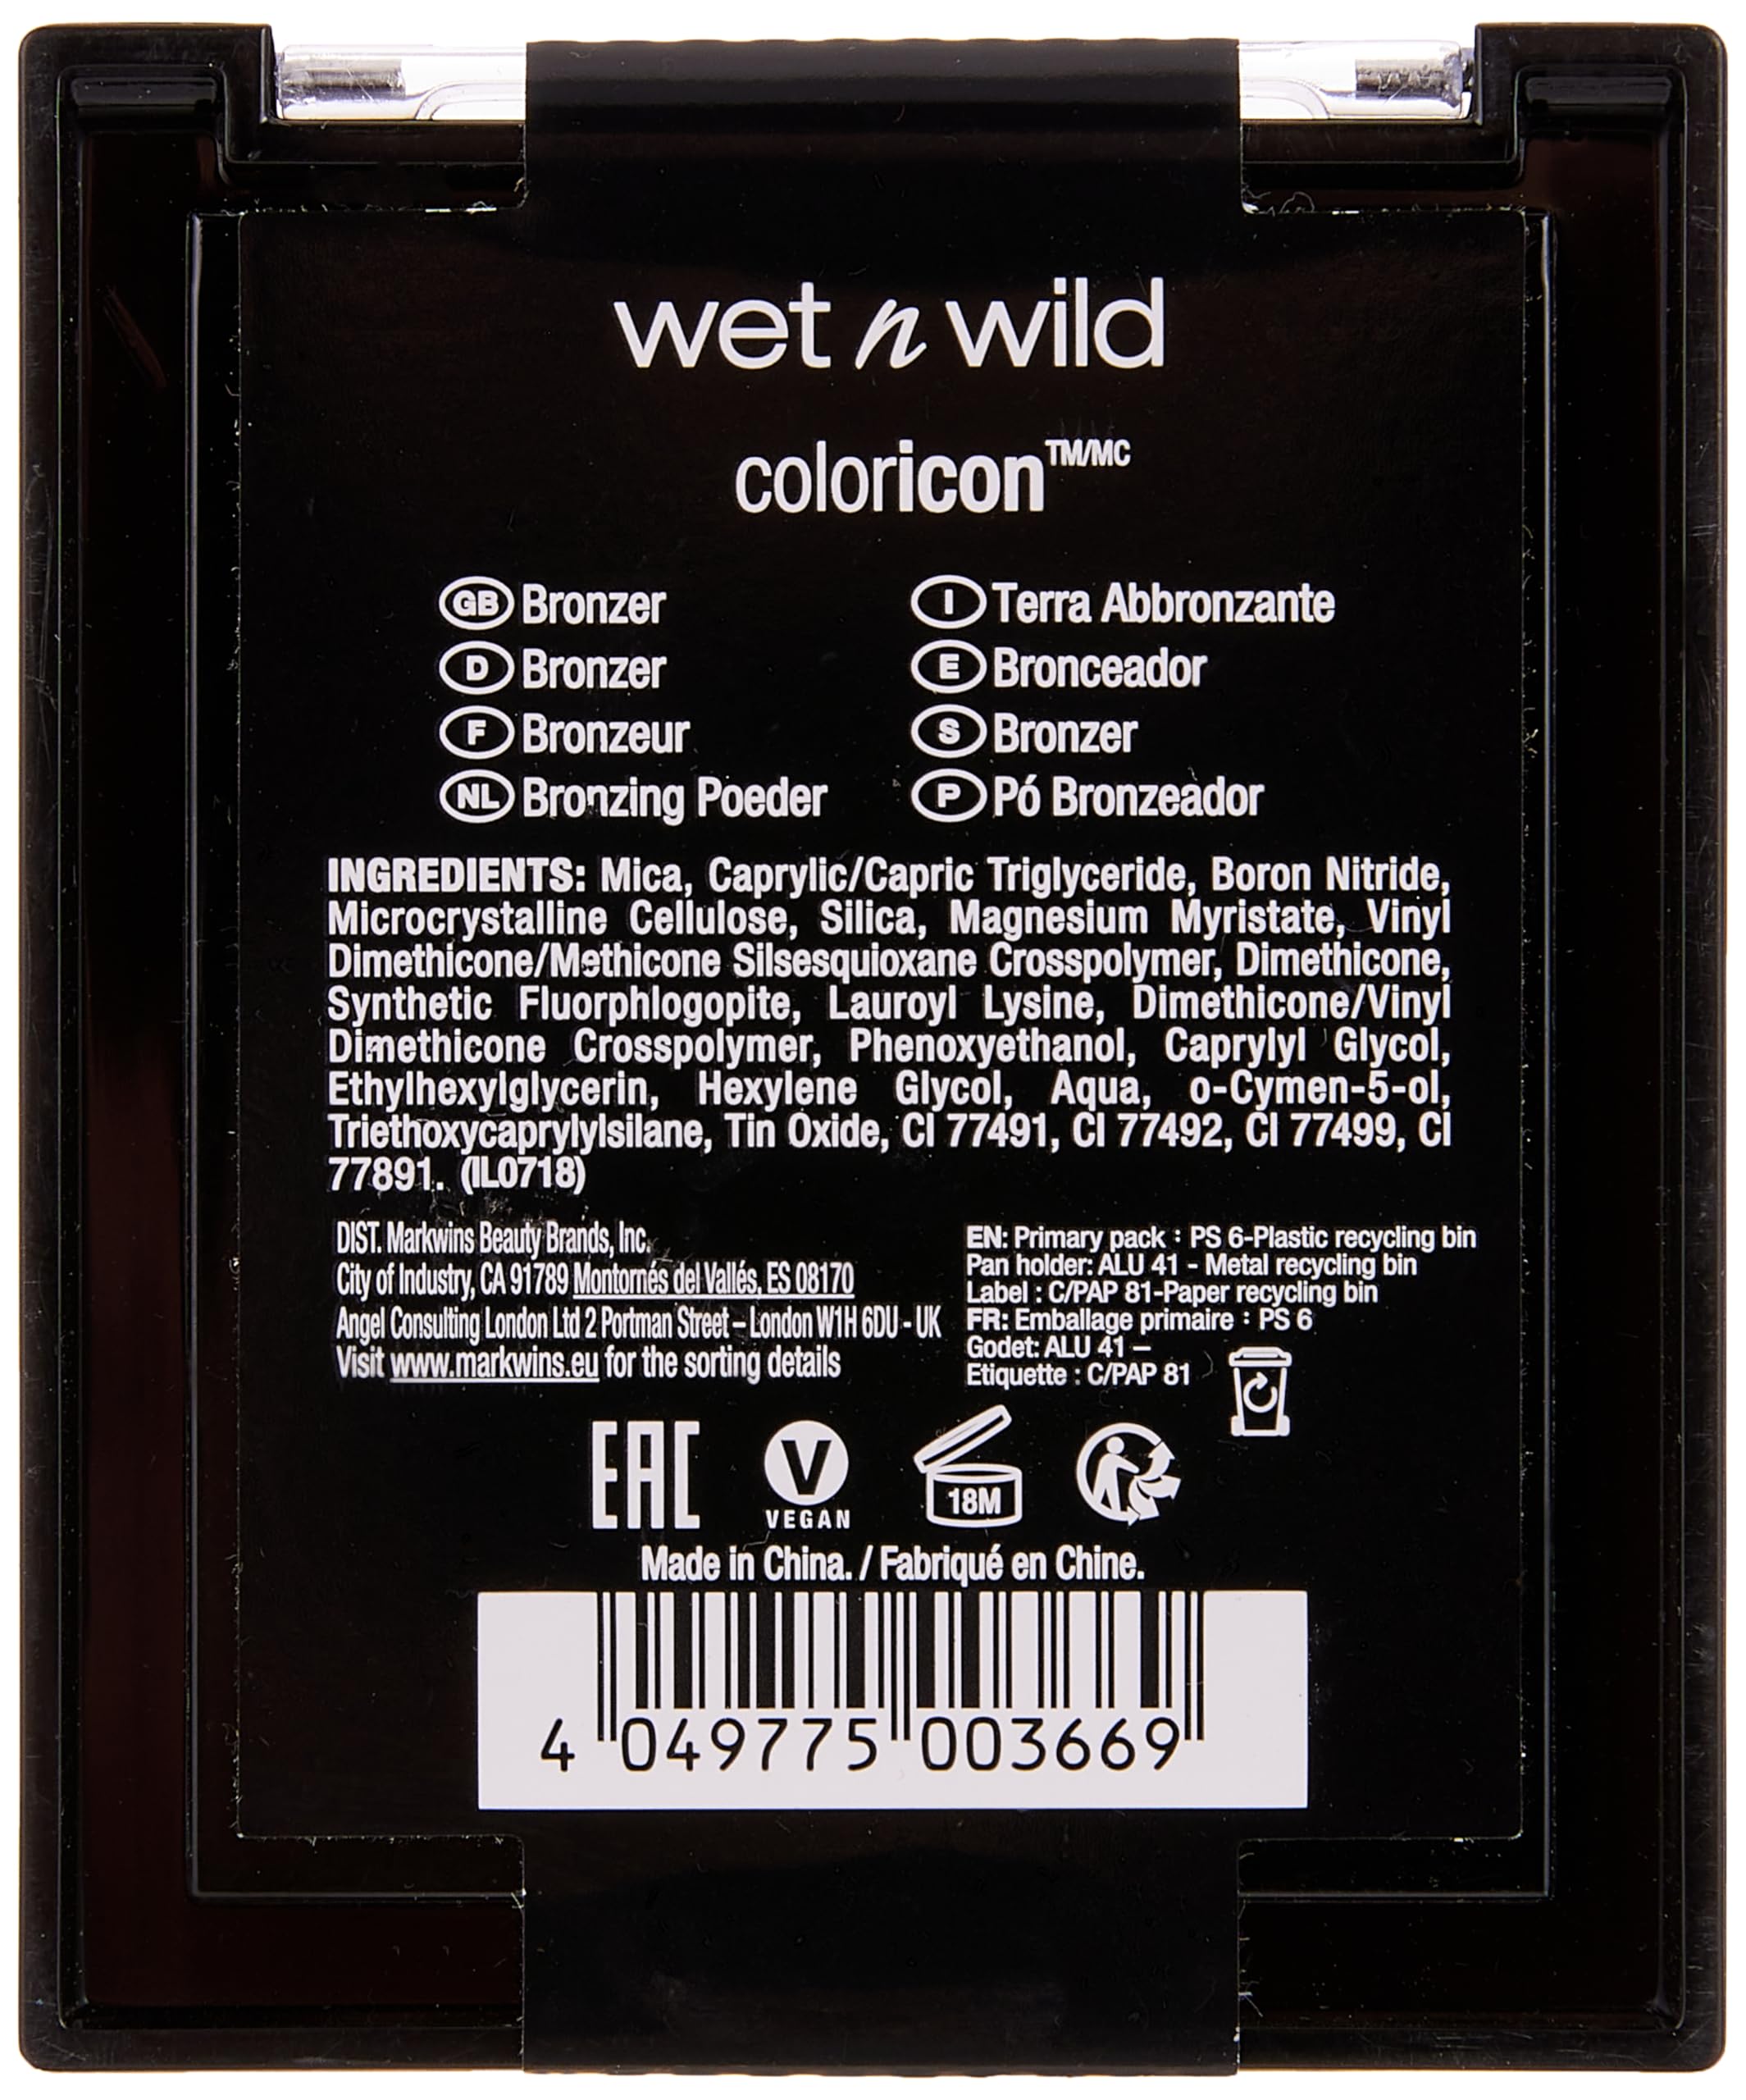 wet n wild
coloricon™/MC
GB Bronzer
D Bronzer
F Bronzeur
NL Bronzing Poeder
I Terra Abbronzante
E Bronceador
S Bronzer
P Pó Bronzeador
INGREDIENTS: Mica, Caprylic/Capric Triglyceride, Boron Nitride,
Microcrystalline Cellulose, Silica, Magnesium Myristate, Vinyl
Dimethicone/Methicone Silsesquioxane Crosspolymer, Dimethicone,
Synthetic Fluorphlogopite, Lauroyl Lysine, Dimethicone/Vinyl
Dimethicone Crosspolymer, Phenoxyethanol, Caprylyl Glycol,
Ethylhexylglycerin, Hexylene Glycol, Aqua, o-Cymen-5-ol,
Triethoxycaprylylsilane, Tin Oxide, CI 77491, CI 77492, CI 77499, CI
77891. (IL0718)
DIST. Markwins Beauty Brands, Inc.
City of Industry, CA 91789 Montornés del Vallés, ES 08170
Angel Consulting London Ltd 2 Portman Street – London W1H 6DU - UK
Visit www.markwins.eu for the sorting details
EN: Primary pack : PS 6-Plastic recycling bin
Pan holder: ALU 41 - Metal recycling bin
Label : C/PAP 81-Paper recycling bin
FR: Emballage primaire : PS 6
Godet: ALU 41 –
Etiquette : C/PAP 81
EAC
V
VEGAN
18M
Made in China. / Fabriqué en Chine.
4 049775 003669